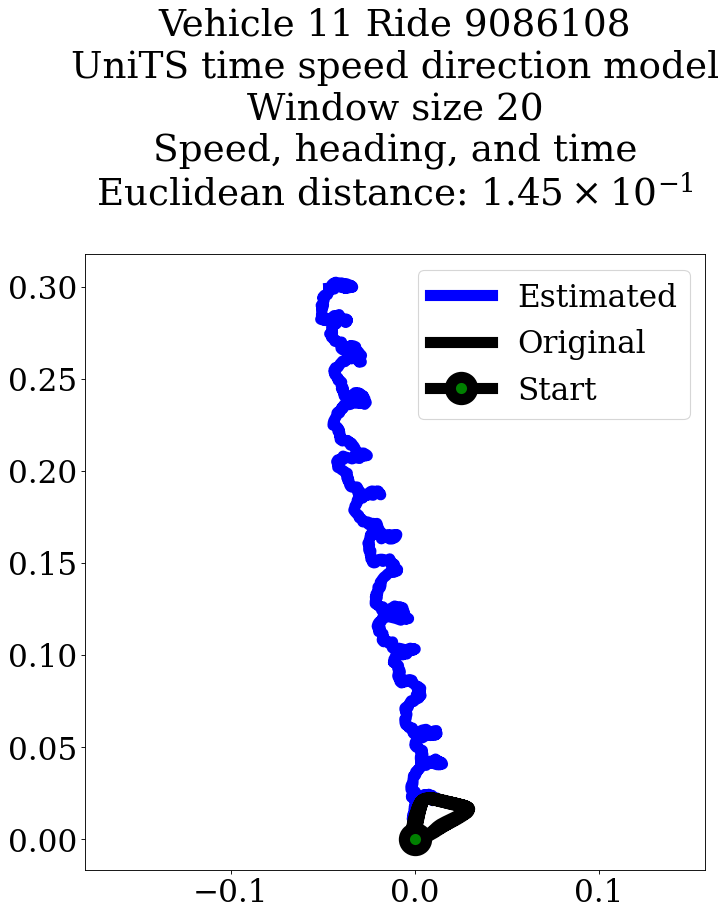 Vehicle 11 Ride 9086108
UniTS time speed direction model
Window size 20
Speed, heading, and time
Euclidean distance: 1.45 × 10⁻¹
Estimated
Original
Start
0.30
0.25
0.20
0.15
0.10
0.05
0.00
−0.1 0.0 0.1